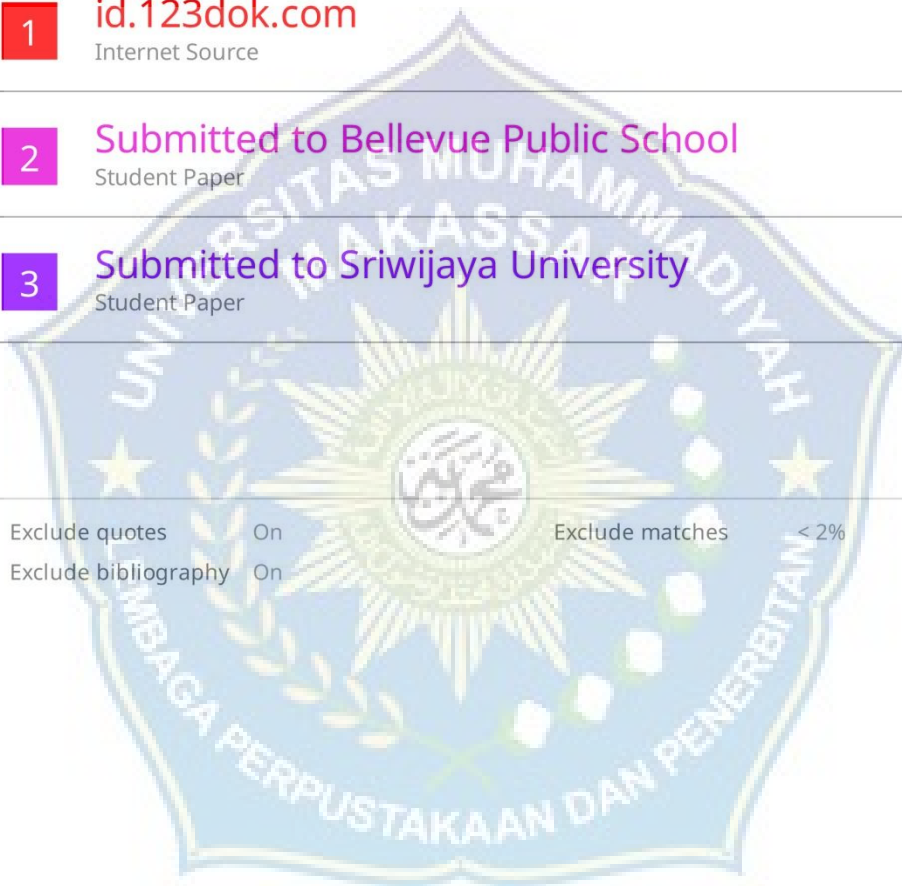 1 id.123dok.com
Internet Source
2 Submitted to Bellevue Public School
Student Paper
3 Submitted to Sriwijaya University
Student Paper
Exclude quotes On Exclude matches < 2%
Exclude bibliography On
UNIVERSITAS MUHAMMADIYAH
MAKASSAR
محمدية
LEMBAGA PERPUSTAKAAN DAN PENERBITAN